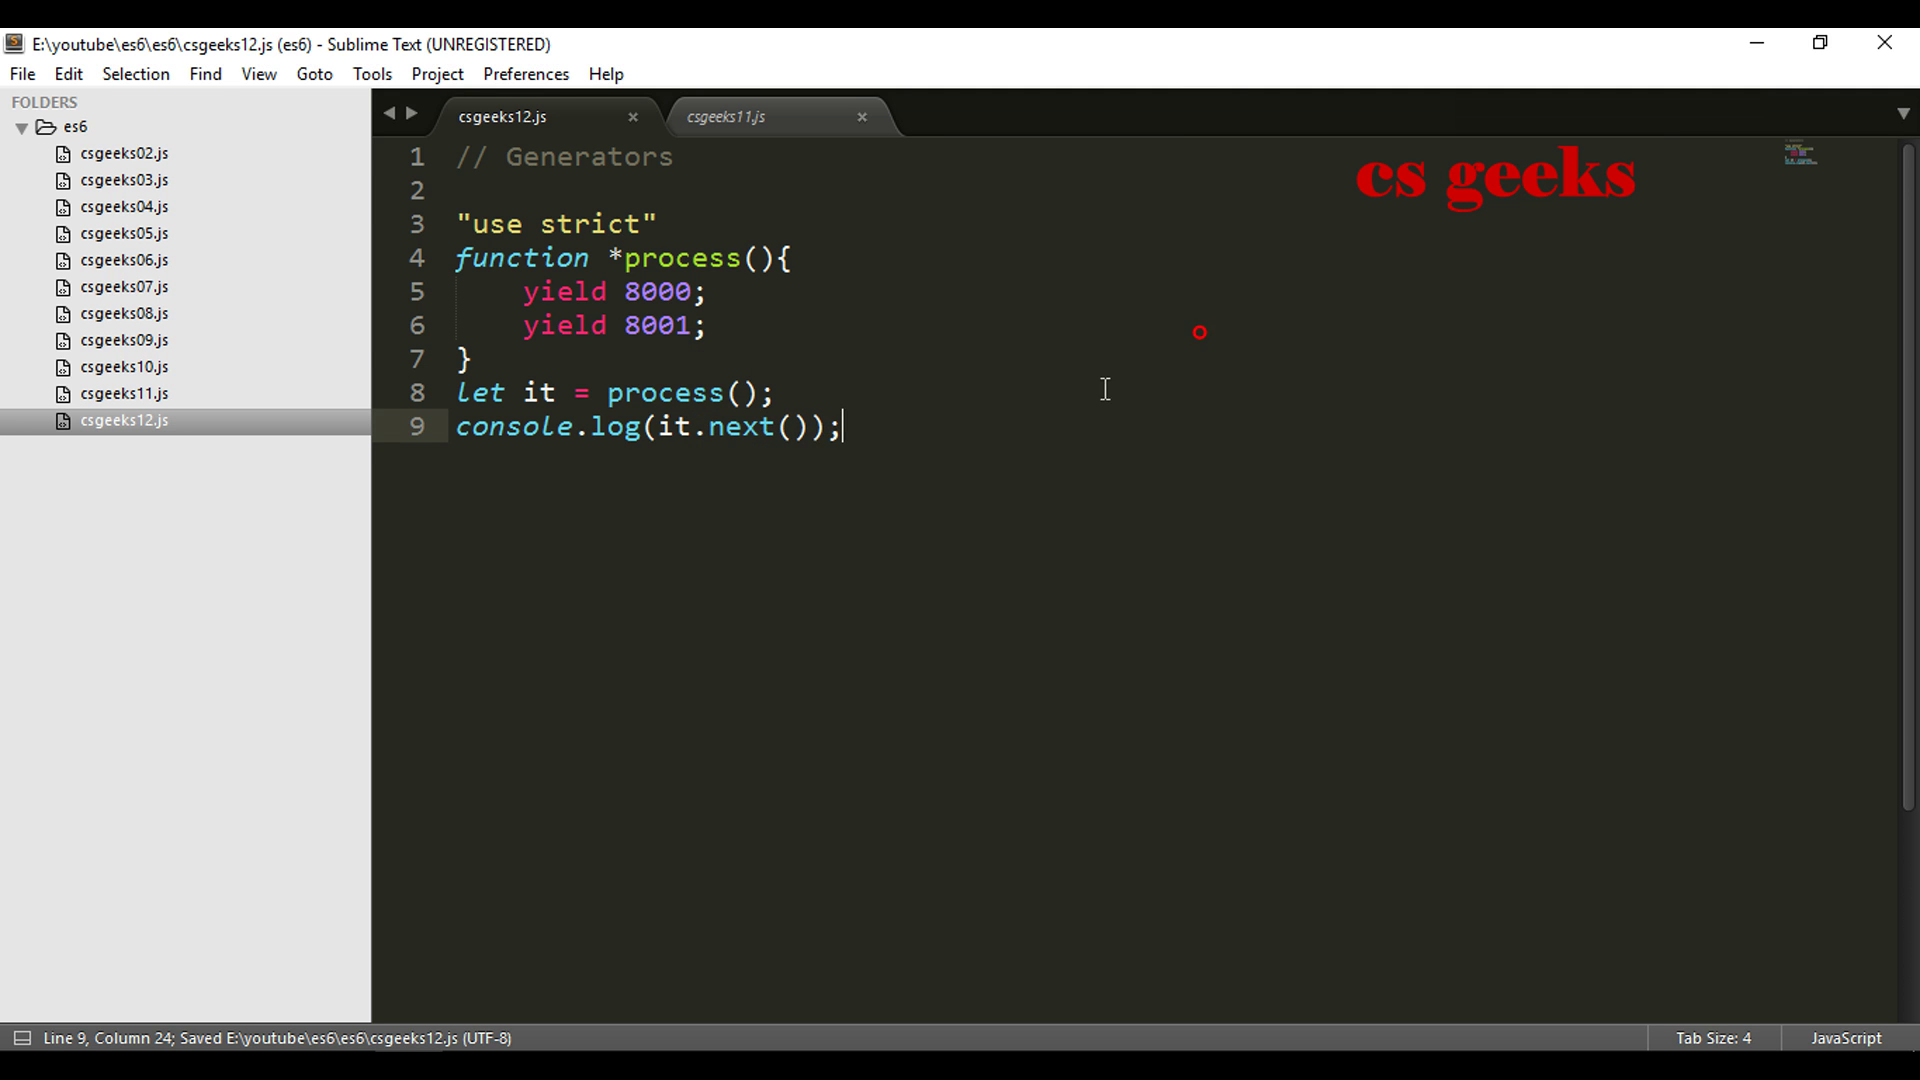 E:\youtube\es6\es6\csgeeks12.js (es6) - Sublime Text (UNREGISTERED)
File Edit Selection Find View Goto Tools Project Preferences Help
FOLDERS
es6
csgeeks02.js
csgeeks03.js
csgeeks04.js
csgeeks05.js
csgeeks06.js
csgeeks07.js
csgeeks08.js
csgeeks09.js
csgeeks10.js
csgeeks11.js
csgeeks12.js
csgeeks12.js × csgeeks11.js ×
cs geeks
1 // Generators
2
3 "use strict"
4 function *process(){
5     yield 8000;
6     yield 8001;
7 }
8 let it = process();
9 console.log(it.next());
Line 9, Column 24; Saved E:\youtube\es6\es6\csgeeks12.js (UTF-8) Tab Size: 4 JavaScript